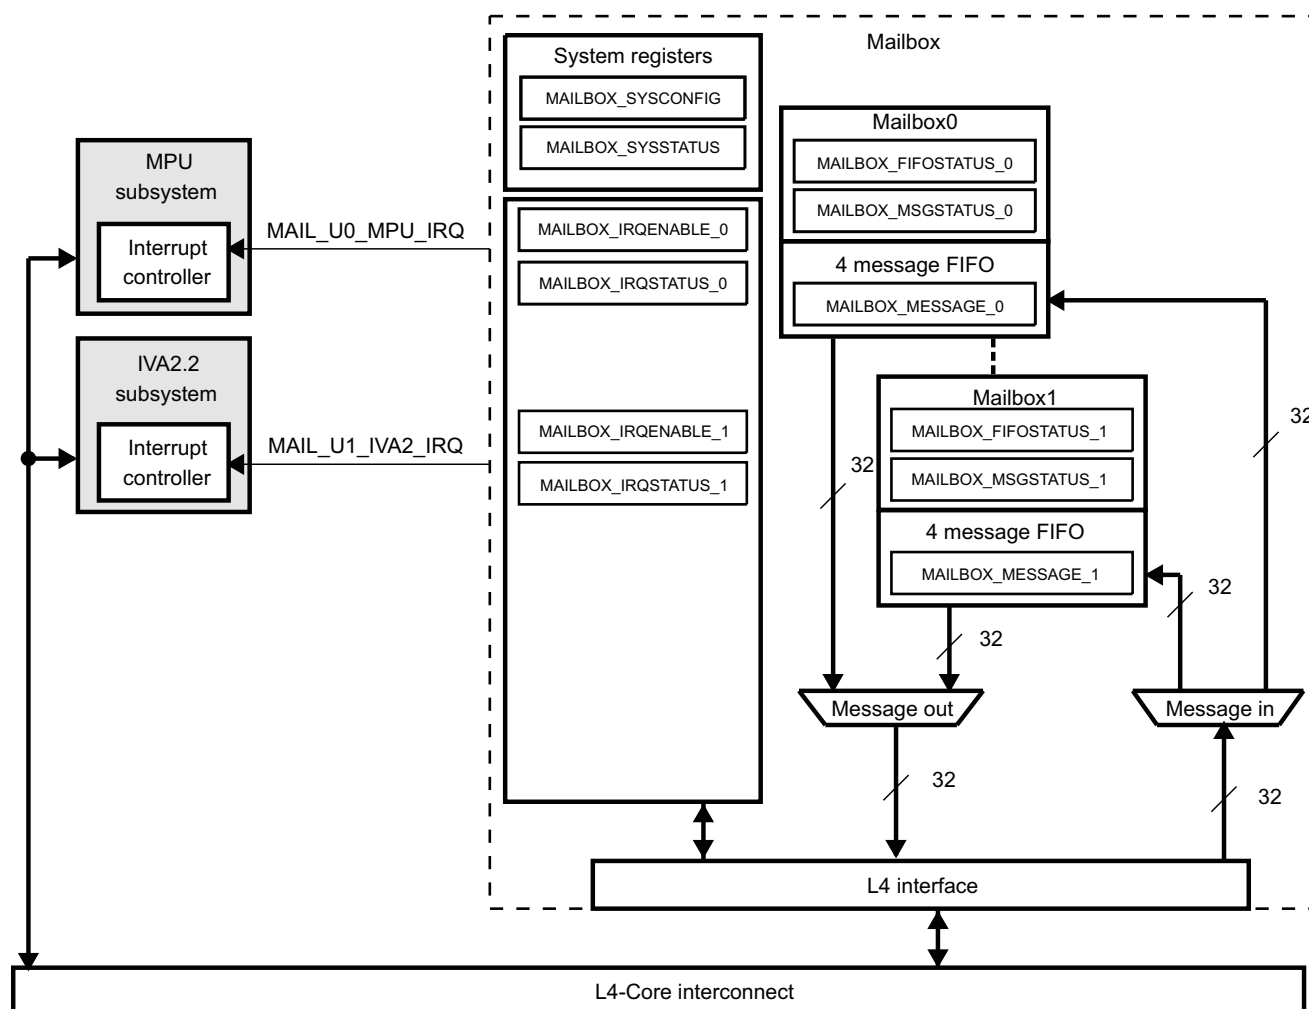 Mailbox
System registers
MAILBOX_SYSCONFIG
MAILBOX_SYSSTATUS
MAILBOX_IRQENABLE_0
MAILBOX_IRQSTATUS_0
MAILBOX_IRQENABLE_1
MAILBOX_IRQSTATUS_1
MPU
subsystem
Interrupt
controller
MAIL_U0_MPU_IRQ
IVA2.2
subsystem
Interrupt
controller
MAIL_U1_IVA2_IRQ
Mailbox0
MAILBOX_FIFOSTATUS_0
MAILBOX_MSGSTATUS_0
4 message FIFO
MAILBOX_MESSAGE_0
Mailbox1
MAILBOX_FIFOSTATUS_1
MAILBOX_MSGSTATUS_1
4 message FIFO
MAILBOX_MESSAGE_1
32
32
32
32
Message out
Message in
32
32
L4 interface
L4-Core interconnect